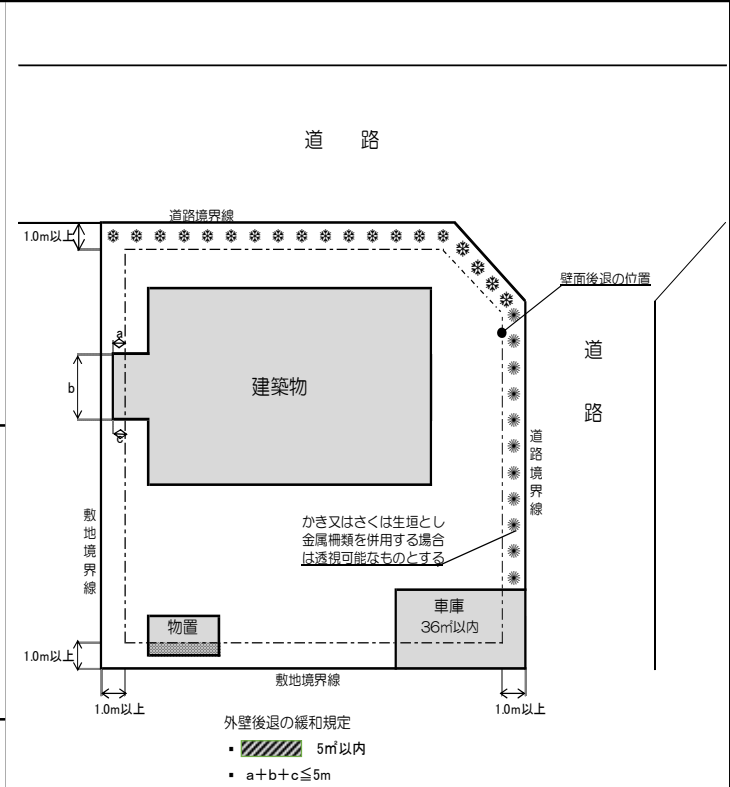 道　路
道路境界線
1.0m以上
壁面後退の位置
a
道
路
b
建築物
c
道路境界線
かき又はさくは生垣とし
金属柵類を併用する場合
は透視可能なものとする
敷地境界線
車庫
36㎡以内
物置
1.0m以上
敷地境界線
1.0m以上
1.0m以上
外壁後退の緩和規定
▪ 5㎡以内
▪ a+b+c≦5m